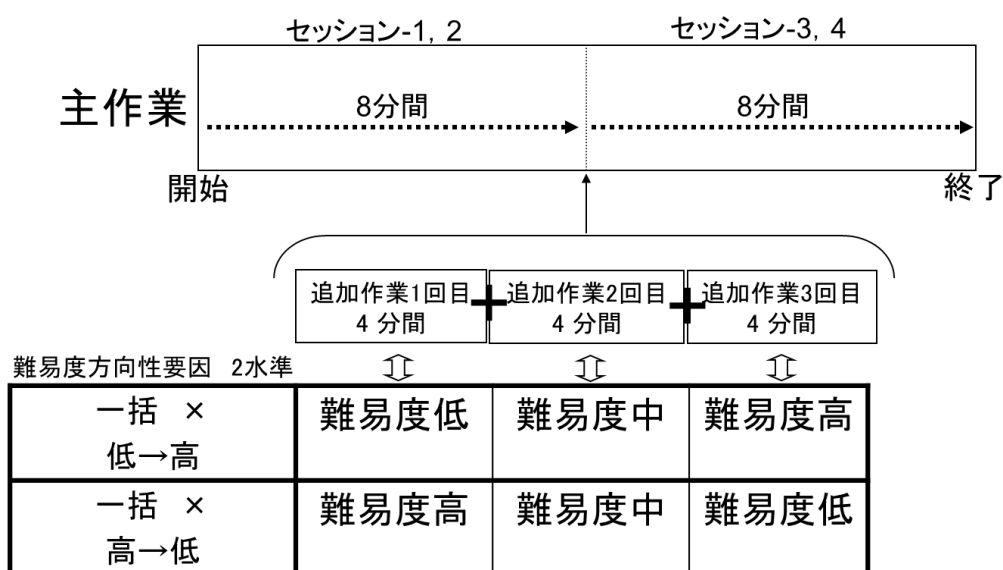 セッション-1, 2
セッション-3, 4
主作業
8分間
8分間
開始
終了
追加作業1回目
4 分間
追加作業2回目
4 分間
追加作業3回目
4 分間
難易度方向性要因 2水準
一括 ×
低→高
難易度低
難易度中
難易度高
一括 ×
高→低
難易度高
難易度中
難易度低